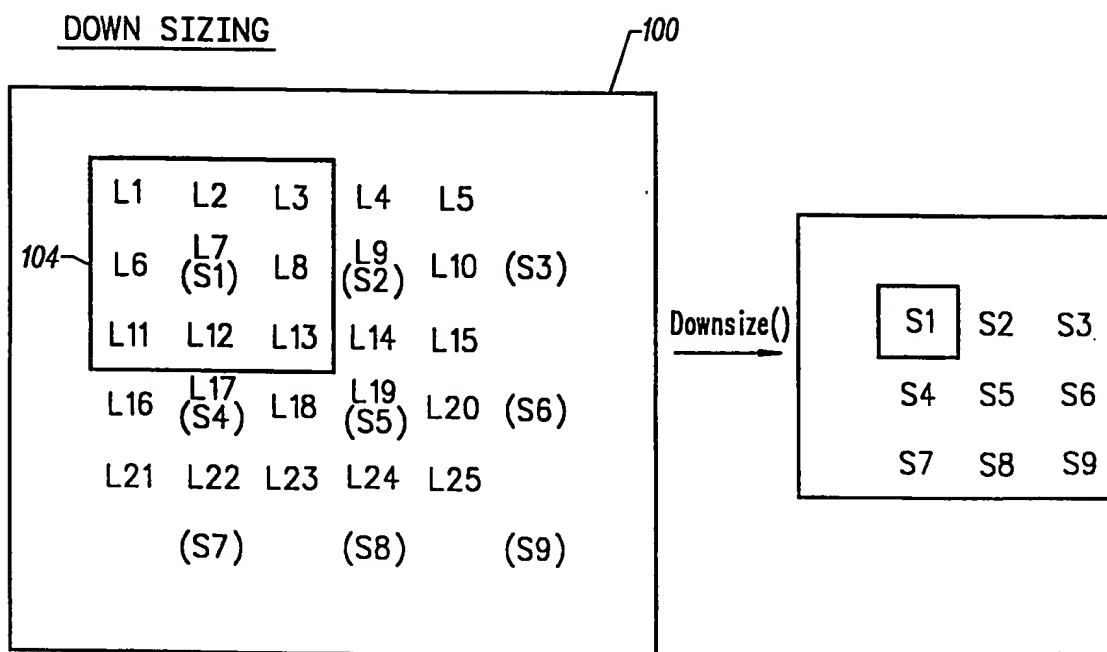 DOWN SIZING
100
L1 L2 L3 L4 L5
104
L6 L7 L8 L9 L10 (S3)
(S1) (S2)
L11 L12 L13 L14 L15
L16 L17 L18 L19 L20 (S6)
(S4) (S5)
L21 L22 L23 L24 L25
(S7) (S8) (S9)
Downsize()
S1 S2 S3
S4 S5 S6
S7 S8 S9